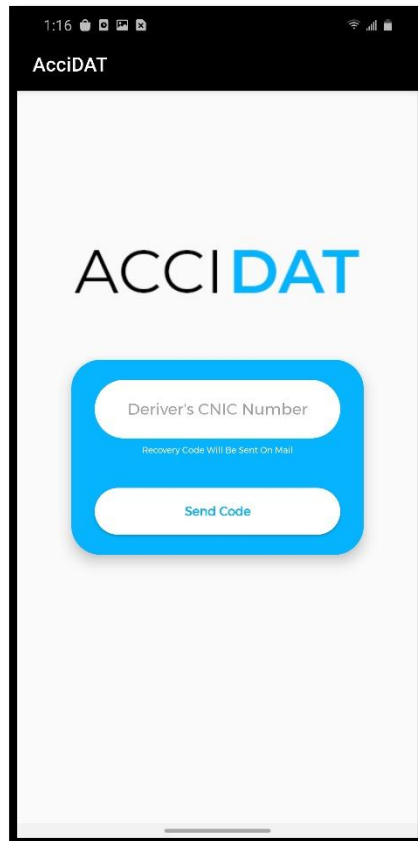 1:16
AcciDAT
ACCIDAT
Deriver's CNIC Number
Recovery Code Will Be Sent On Mail
Send Code